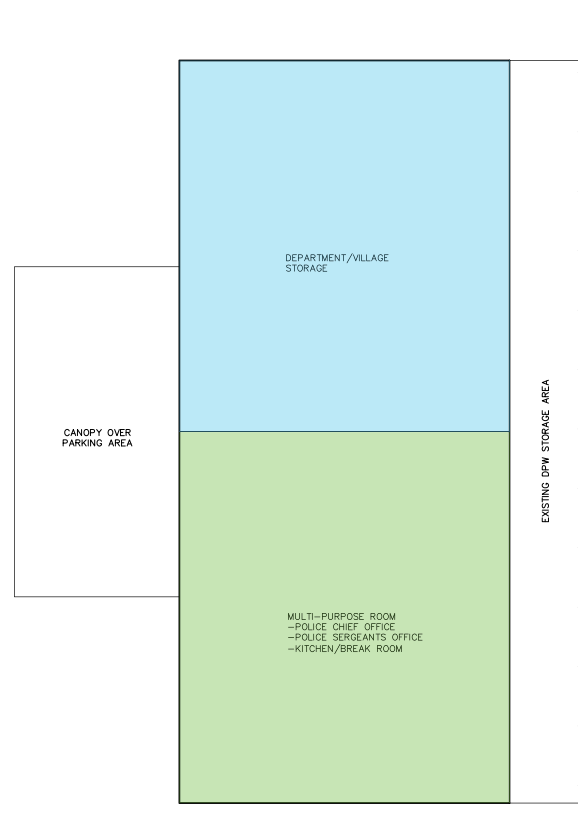 DEPARTMENT/VILLAGE
STORAGE
CANOPY OVER
PARKING AREA
EXISTING DPW STORAGE AREA
MULTI-PURPOSE ROOM
-POLICE CHIEF OFFICE
-POLICE SERGEANTS OFFICE
-KITCHEN/BREAK ROOM